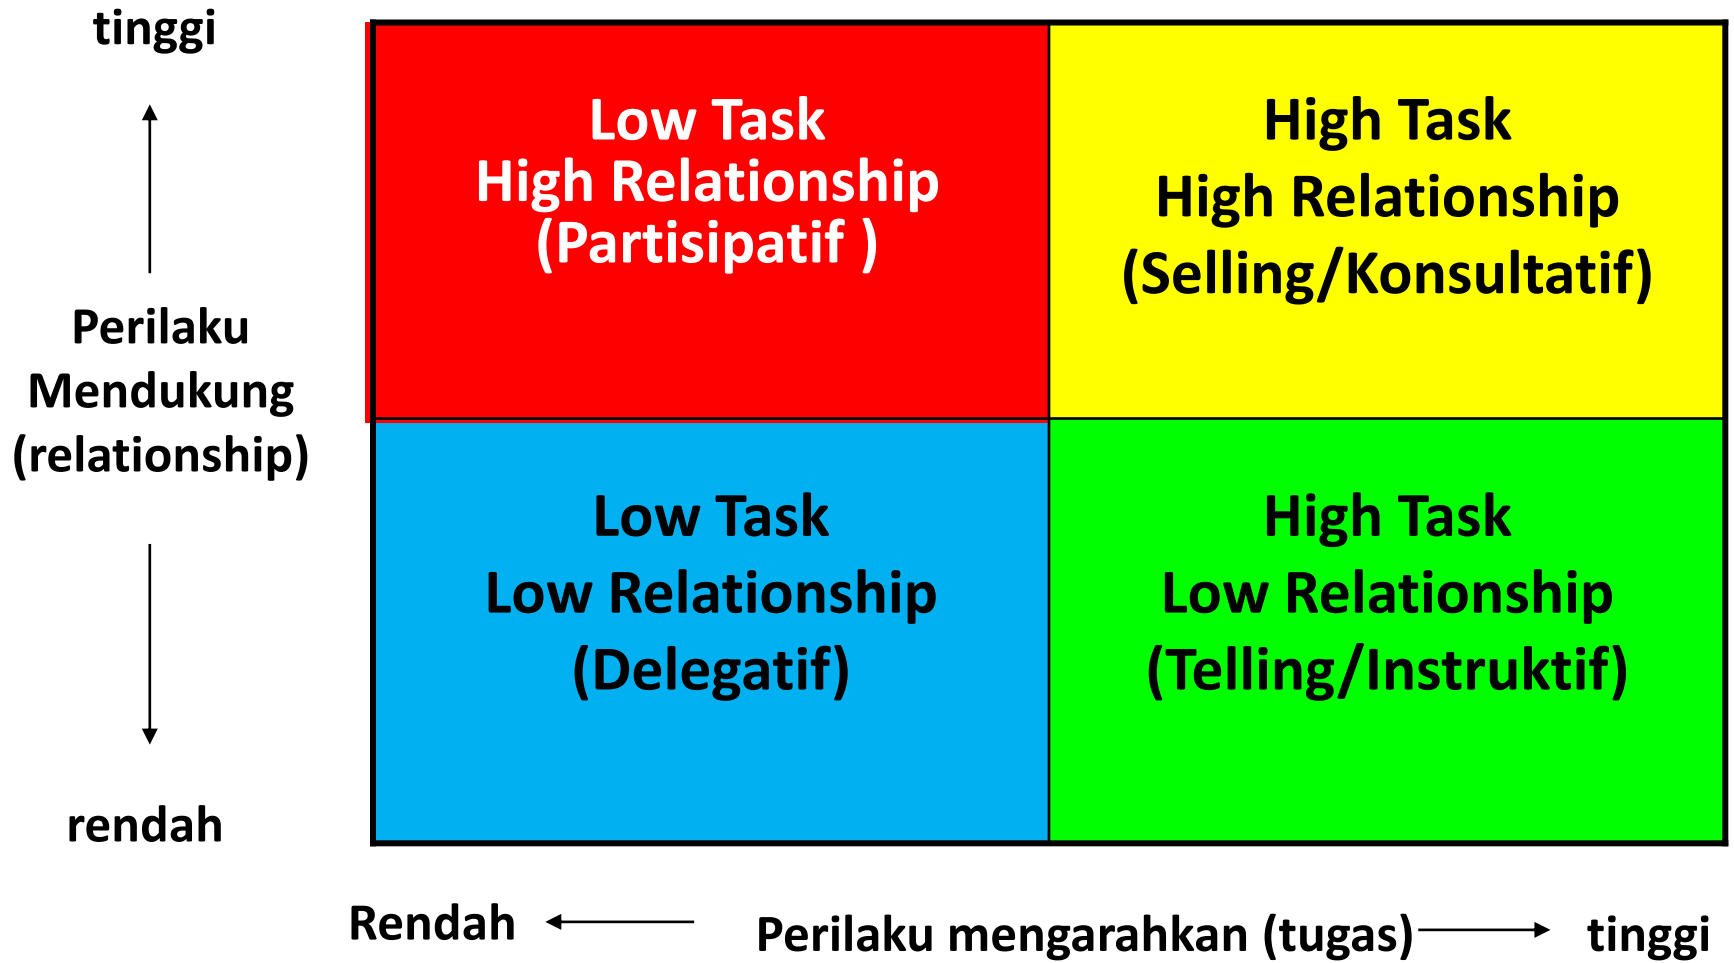 tinggi
Perilaku
Mendukung
(relationship)
rendah
Low Task
High Relationship
(Partisipatif )
High Task
High Relationship
(Selling/Konsultatif)
Low Task
Low Relationship
(Delegatif)
High Task
Low Relationship
(Telling/Instruktif)
Rendah
Perilaku mengarahkan (tugas)
tinggi